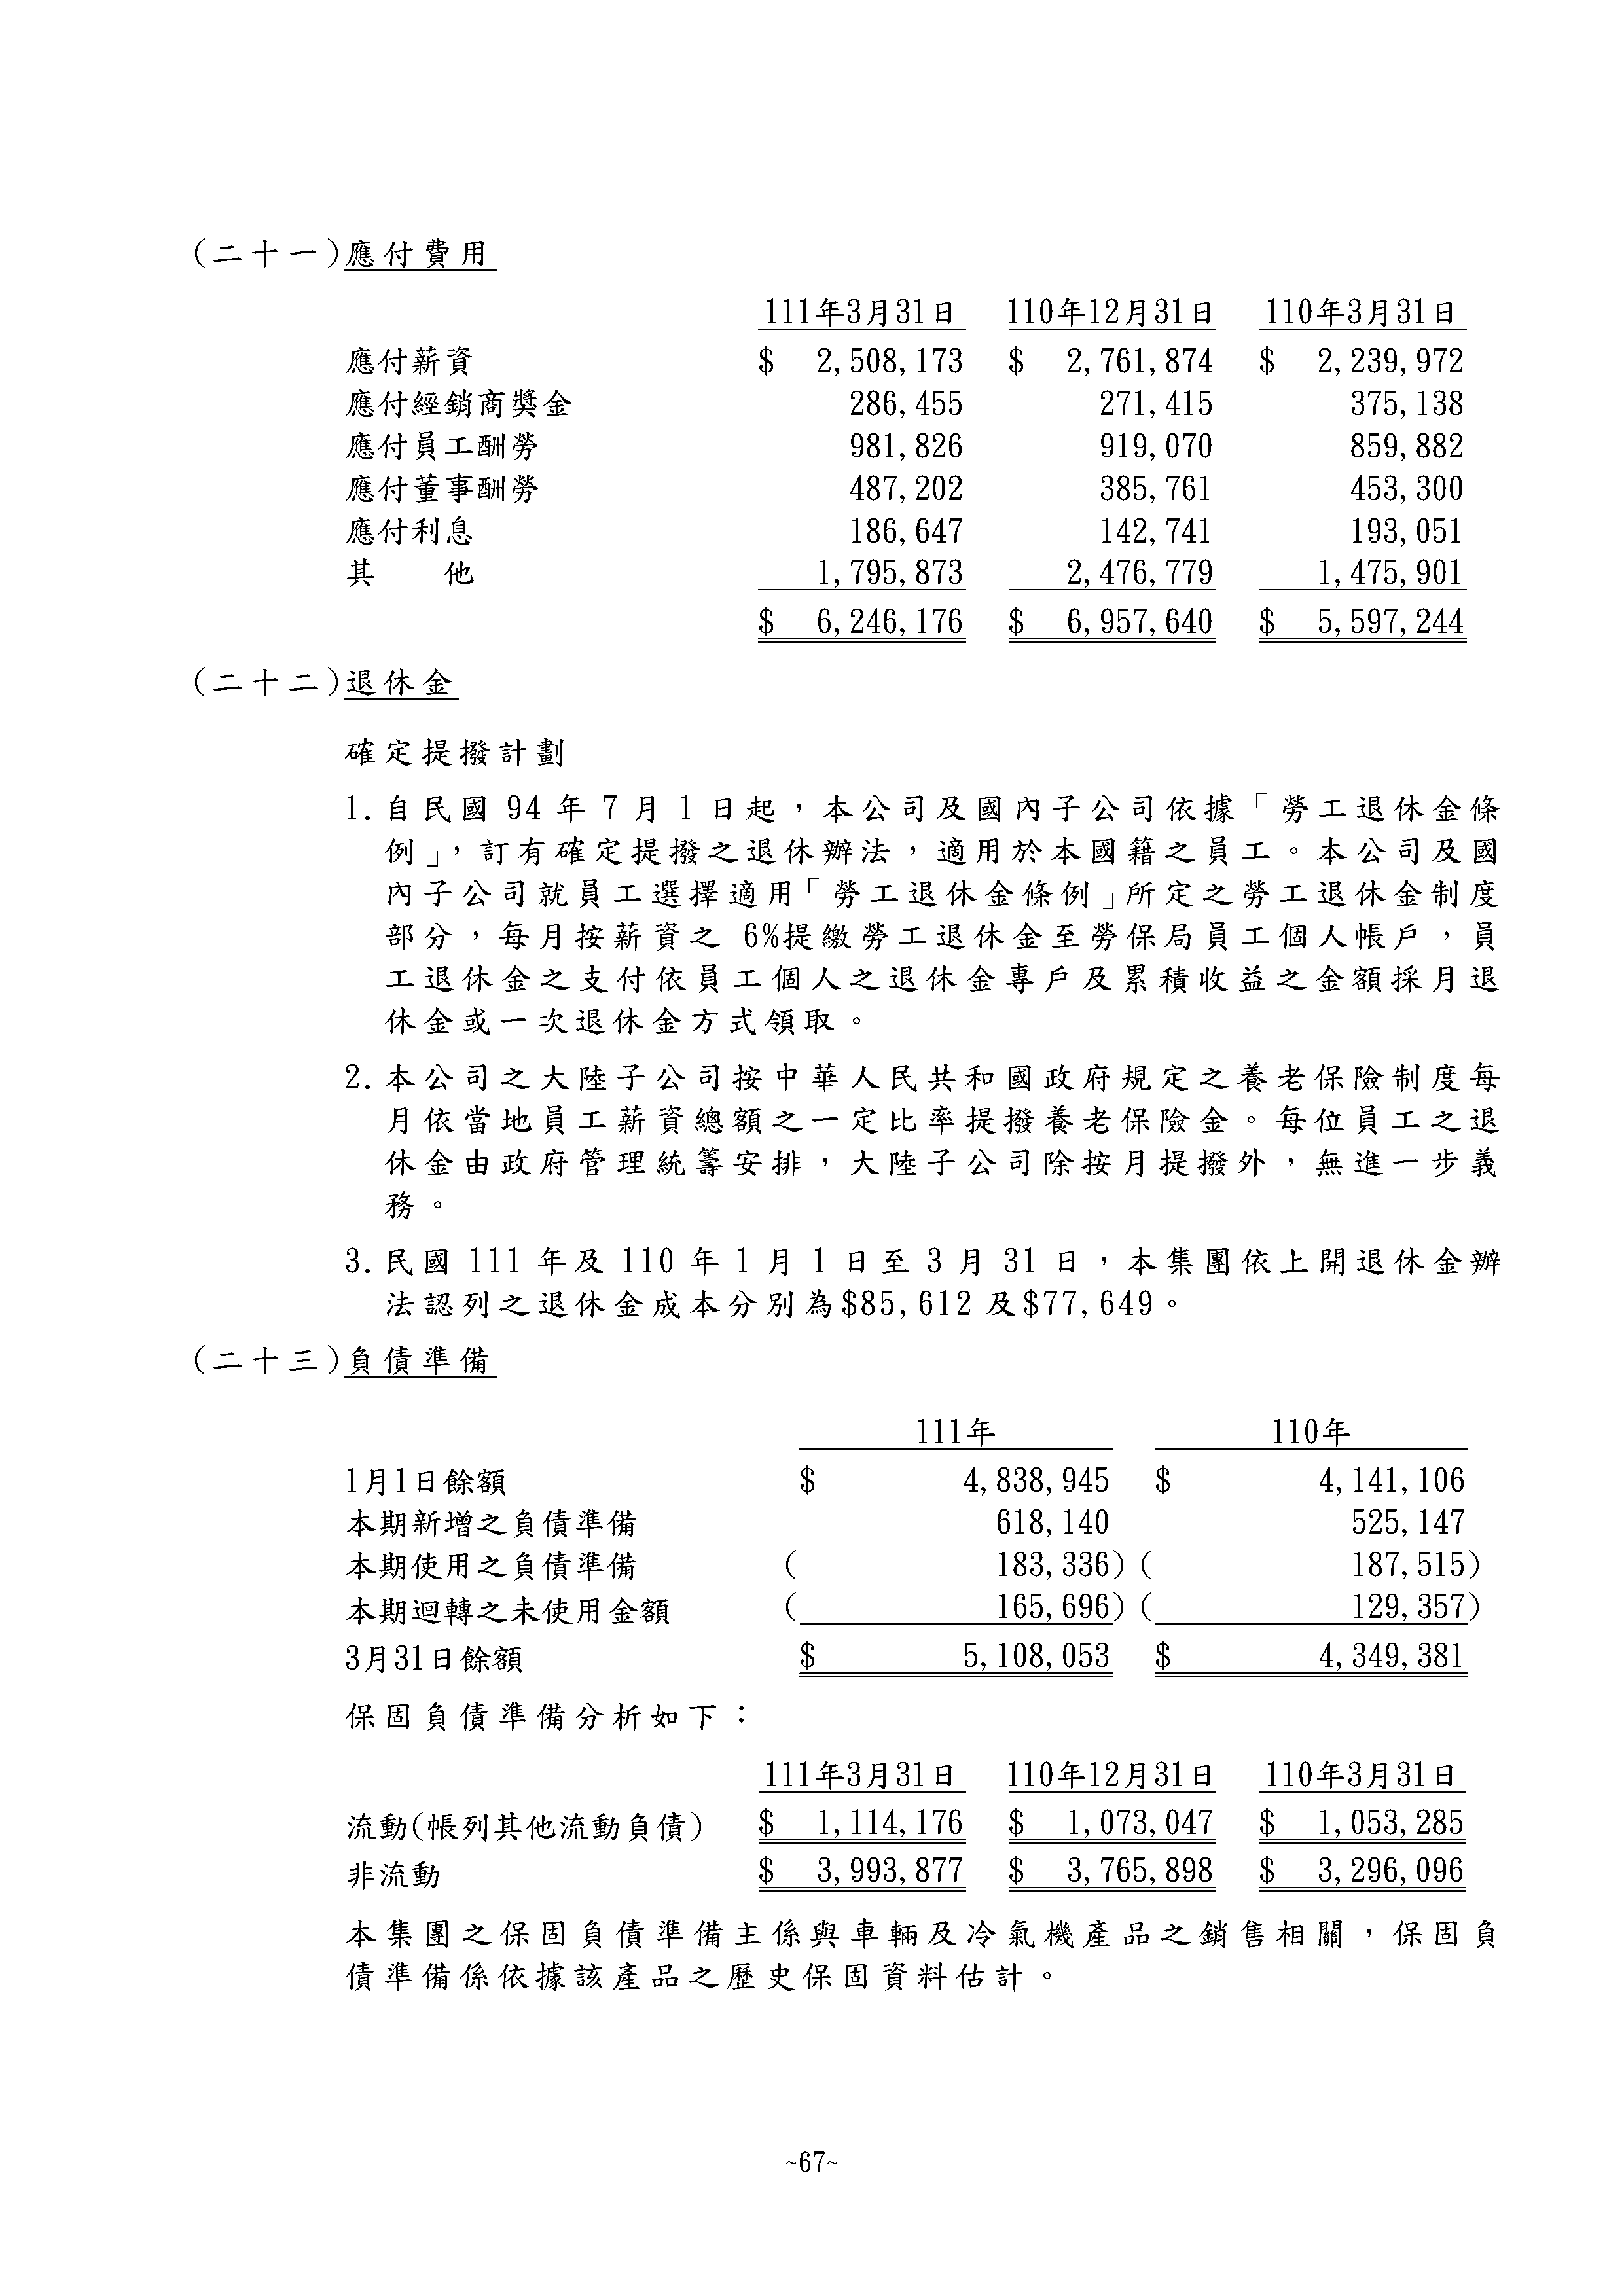 (二十一)應付費用
111年3月31日 110年12月31日 110年3月31日
應付薪資 $ 2,508,173 $ 2,761,874 $ 2,239,972
應付經銷商獎金 286,455 271,415 375,138
應付員工酬勞 981,826 919,070 859,882
應付董事酬勞 487,202 385,761 453,300
應付利息 186,647 142,741 193,051
其 他 1,795,873 2,476,779 1,475,901
$ 6,246,176 $ 6,957,640 $ 5,597,244
(二十二)退休金
確定提撥計劃
1.自民國 94 年 7 月 1 日起，本公司及國內子公司依據「勞工退休金條
例」，訂有確定提撥之退休辦法，適用於本國籍之員工。本公司及國
內子公司就員工選擇適用「勞工退休金條例」所定之勞工退休金制度
部分，每月按薪資之 6%提繳勞工退休金至勞保局員工個人帳戶，員
工退休金之支付依員工個人之退休金專戶及累積收益之金額採月退
休金或一次退休金方式領取。
2.本公司之大陸子公司按中華人民共和國政府規定之養老保險制度每
月依當地員工薪資總額之一定比率提撥養老保險金。每位員工之退
休金由政府管理統籌安排，大陸子公司除按月提撥外，無進一步義
務。
3.民國 111 年及 110 年 1 月 1 日至 3 月 31 日，本集團依上開退休金辦
法認列之退休金成本分別為$85,612 及$77,649。
(二十三)負債準備
111年 110年
1月1日餘額 $ 4,838,945 $ 4,141,106
本期新增之負債準備 618,140 525,147
本期使用之負債準備 ( 183,336) ( 187,515)
本期迴轉之未使用金額 ( 165,696) ( 129,357)
3月31日餘額 $ 5,108,053 $ 4,349,381
保固負債準備分析如下：
111年3月31日 110年12月31日 110年3月31日
流動(帳列其他流動負債) $ 1,114,176 $ 1,073,047 $ 1,053,285
非流動 $ 3,993,877 $ 3,765,898 $ 3,296,096
本集團之保固負債準備主係與車輛及冷氣機產品之銷售相關，保固負
債準備係依據該產品之歷史保固資料估計。
~67~